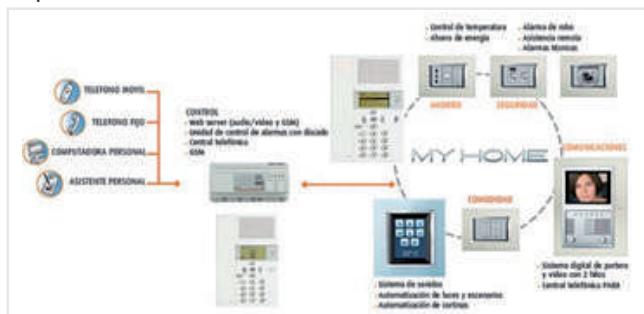 TELEFONO MOVIL
TELEFONO FIJO
COMPUTADORA PERSONAL
ASISTENTE PERSONAL
CONTROL
- Web server (audio/video y GSM)
- Unidad de control de alarmas con discado
- Central telefónica
- GSM
- Control de temperatura
- Ahorro de energía
- Alarma de robo
- Asistencia remota
- Alarmas técnicas
AHORRO
SEGURIDAD
MY HOME
COMUNICACIONES
COMODIDAD
- Sistema de sonido
- Automatización de luces y escenarios
- Automatización de cortinas
- Sistema digital de portero
y video con 2 hilos
- Central telefónica PABX